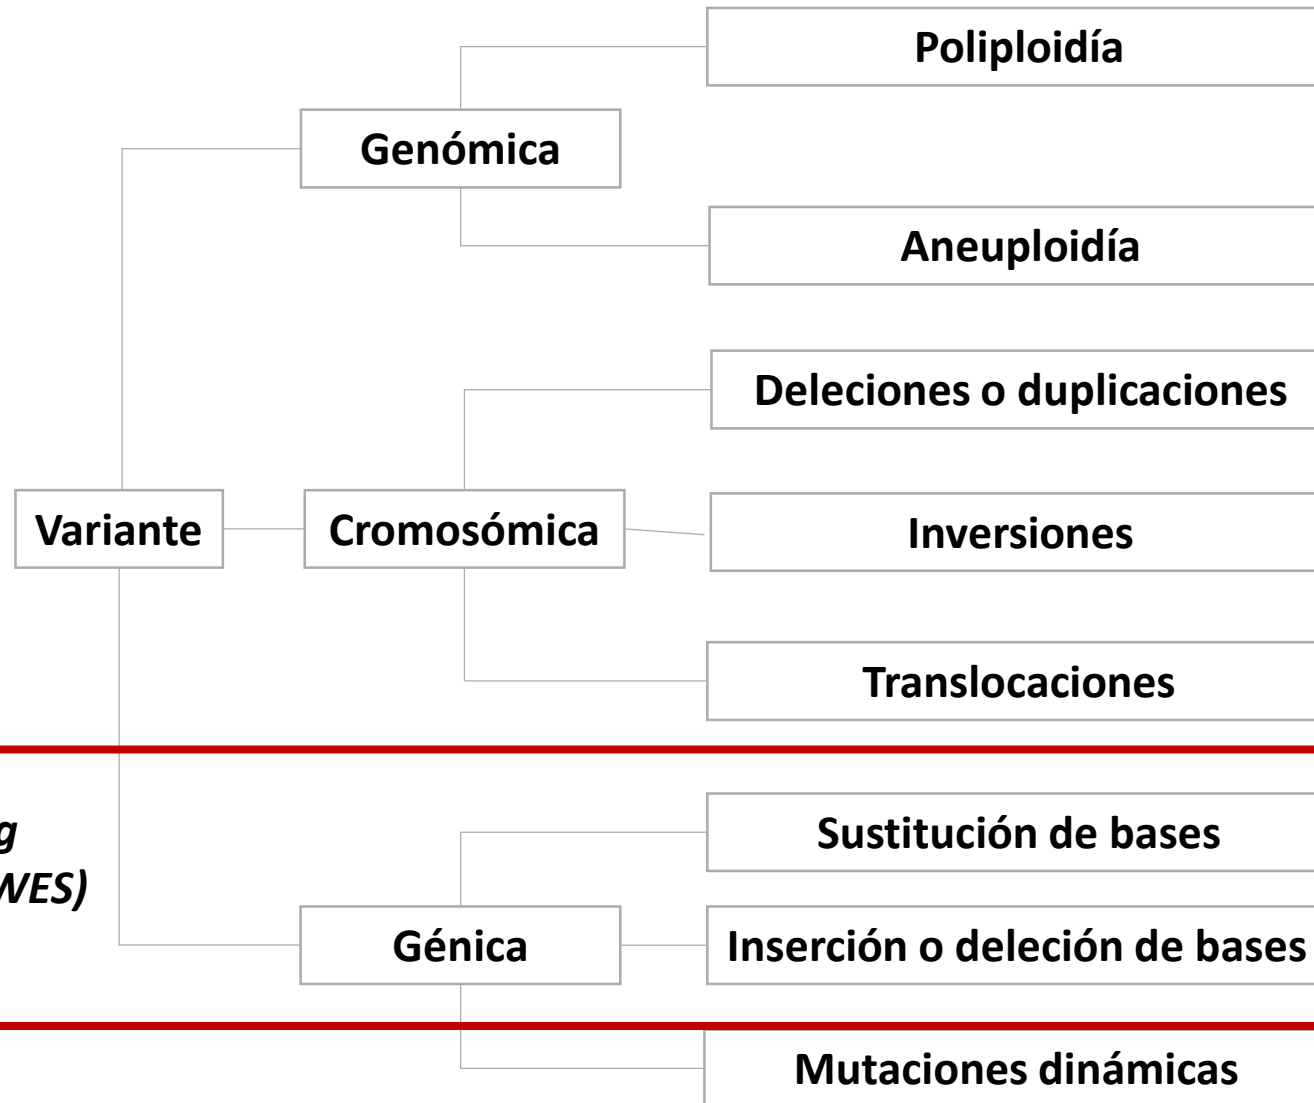 Poliploidía
Genómica
Aneuploidía
Deleciones o duplicaciones
Variante
Cromosómica
Inversiones
Translocaciones
Sustitución de bases
WES)
Génica
Inserción o deleción de bases
Mutaciones dinámicas